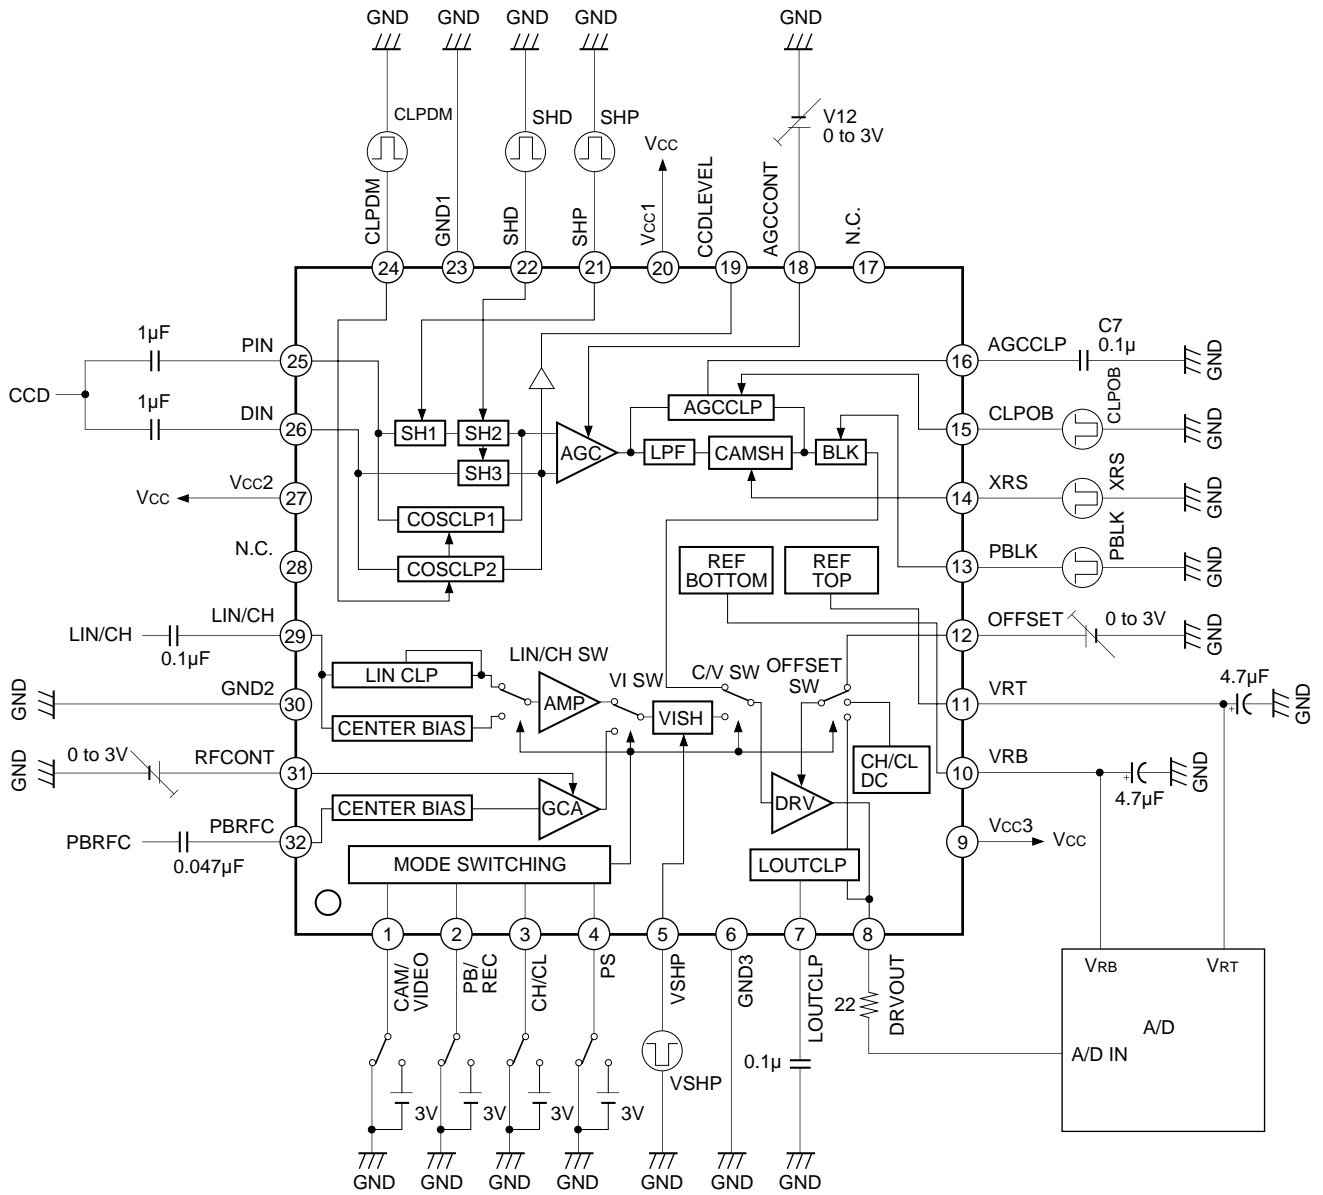 GND GND GND GND GND
CLPDM SHD SHP V12
0 to 3V
VCC
CLPDM GND1 SHD SHP VCC1 CCDLEVEL AGCCONT N.C.
24 23 22 21 20 19 18 17
1µF PIN 25
CCD
1µF DIN 26
VCC VCC2 27
N.C. 28
LIN/CH LIN/CH 29
0.1µF
GND GND2 30
GND 0 to 3V RFCONT 31
PBRFC PBRFC 32
0.047µF
16 AGCCLP C7
0.1µ GND
15 CLPOB CLPOB GND
14 XRS XRS GND
13 PBLK PBLK GND
12 OFFSET 0 to 3V GND
11 VRT 4.7µF GND
+
10 VRB GND
+
4.7µF
9 VCC3 VCC
AGCCLP
SH1 SH2 AGC LPF CAMSH BLK
SH3
COSCLP1
COSCLP2
REF
BOTTOM
REF
TOP
LIN/CH SW
LIN CLP
VI SW
C/V SW
OFFSET
SW
AMP
VISH
CENTER BIAS
CH/CL
DC
CENTER BIAS
GCA
DRV
MODE SWITCHING
LOUTCLP
1 2 3 4 5 6 7 8
CAM/
VIDEO
PB/
REC
CH/CL
PS
VSHP
GND3
LOUTCLP
DRVOUT
22
VSHP
0.1µ
3V 3V 3V 3V
GND GND GND GND GND GND GND
VRB VRT
A/D
A/D IN